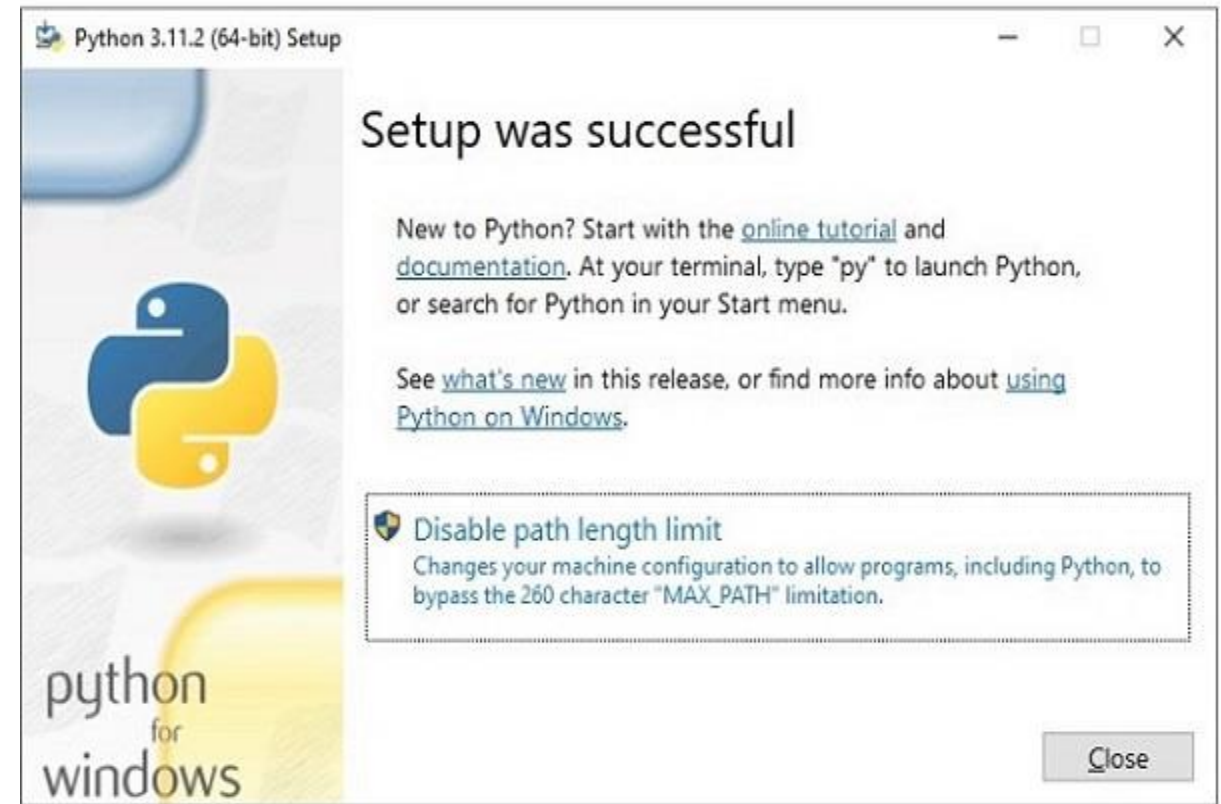 Python 3.11.2 (64-bit) Setup
Setup was successful
New to Python? Start with the online tutorial and
documentation. At your terminal, type "py" to launch Python,
or search for Python in your Start menu.
See what's new in this release, or find more info about using
Python on Windows.
Disable path length limit
Changes your machine configuration to allow programs, including Python, to
bypass the 260 character "MAX_PATH" limitation.
python
for
windows
Close